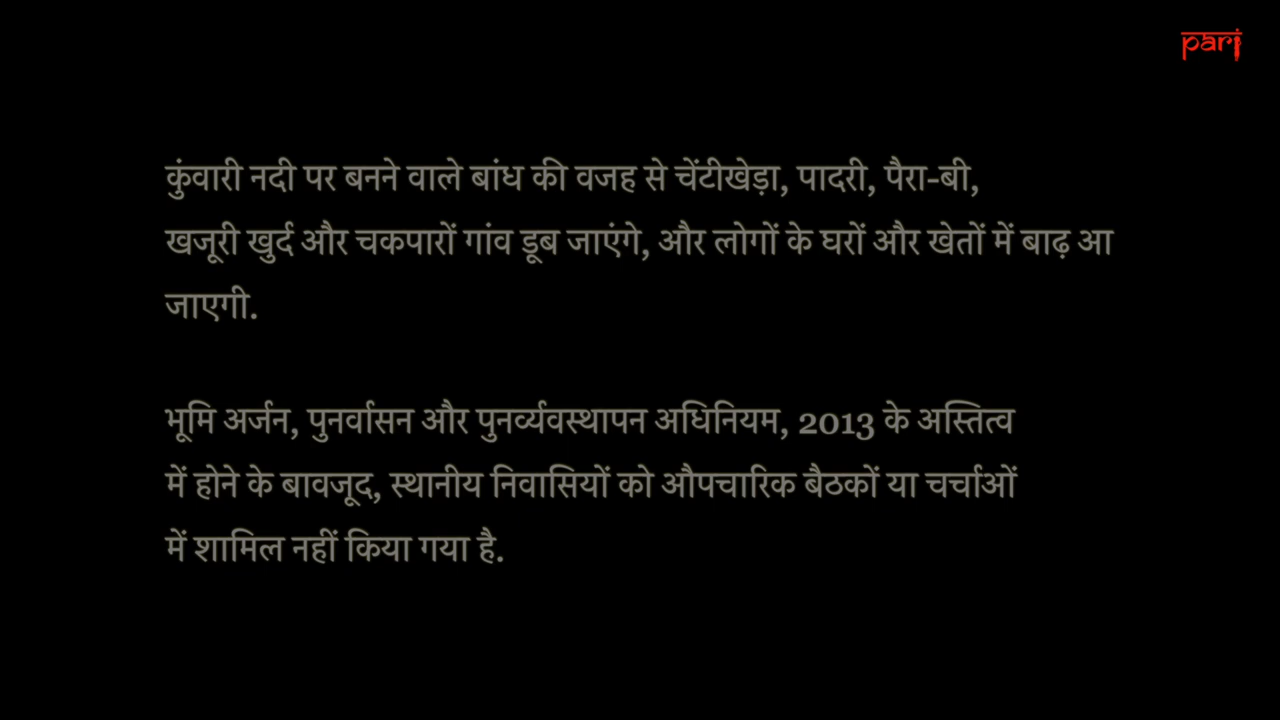 pari
कुंवारी नदी पर बनने वाले बांध की वजह से चेंटीखेड़ा, पादरी, पैरा-बी,
खजूरी खुर्द और चकपारों गांव डूब जाएंगे, और लोगों के घरों और खेतों में बाढ़ आ
जाएगी.
भूमि अर्जन, पुनर्वासन और पुनर्व्यवस्थापन अधिनियम, 2013 के अस्तित्व
में होने के बावजूद, स्थानीय निवासियों को औपचारिक बैठकों या चर्चाओं
में शामिल नहीं किया गया है.